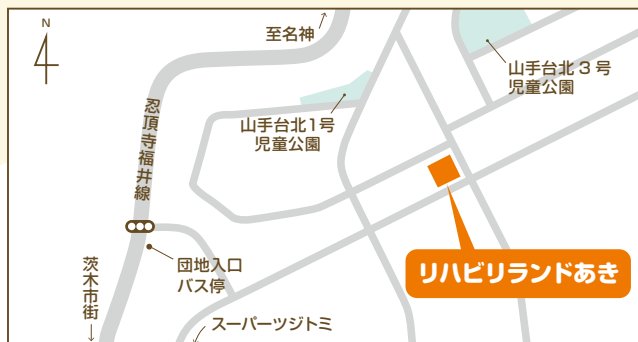 N
至名神
山手台北3号
児童公園
山手台北1号
児童公園
忍頂寺福井線
リハビリランドあき
団地入口
バス停
茨木市街
スーパーツジトミ